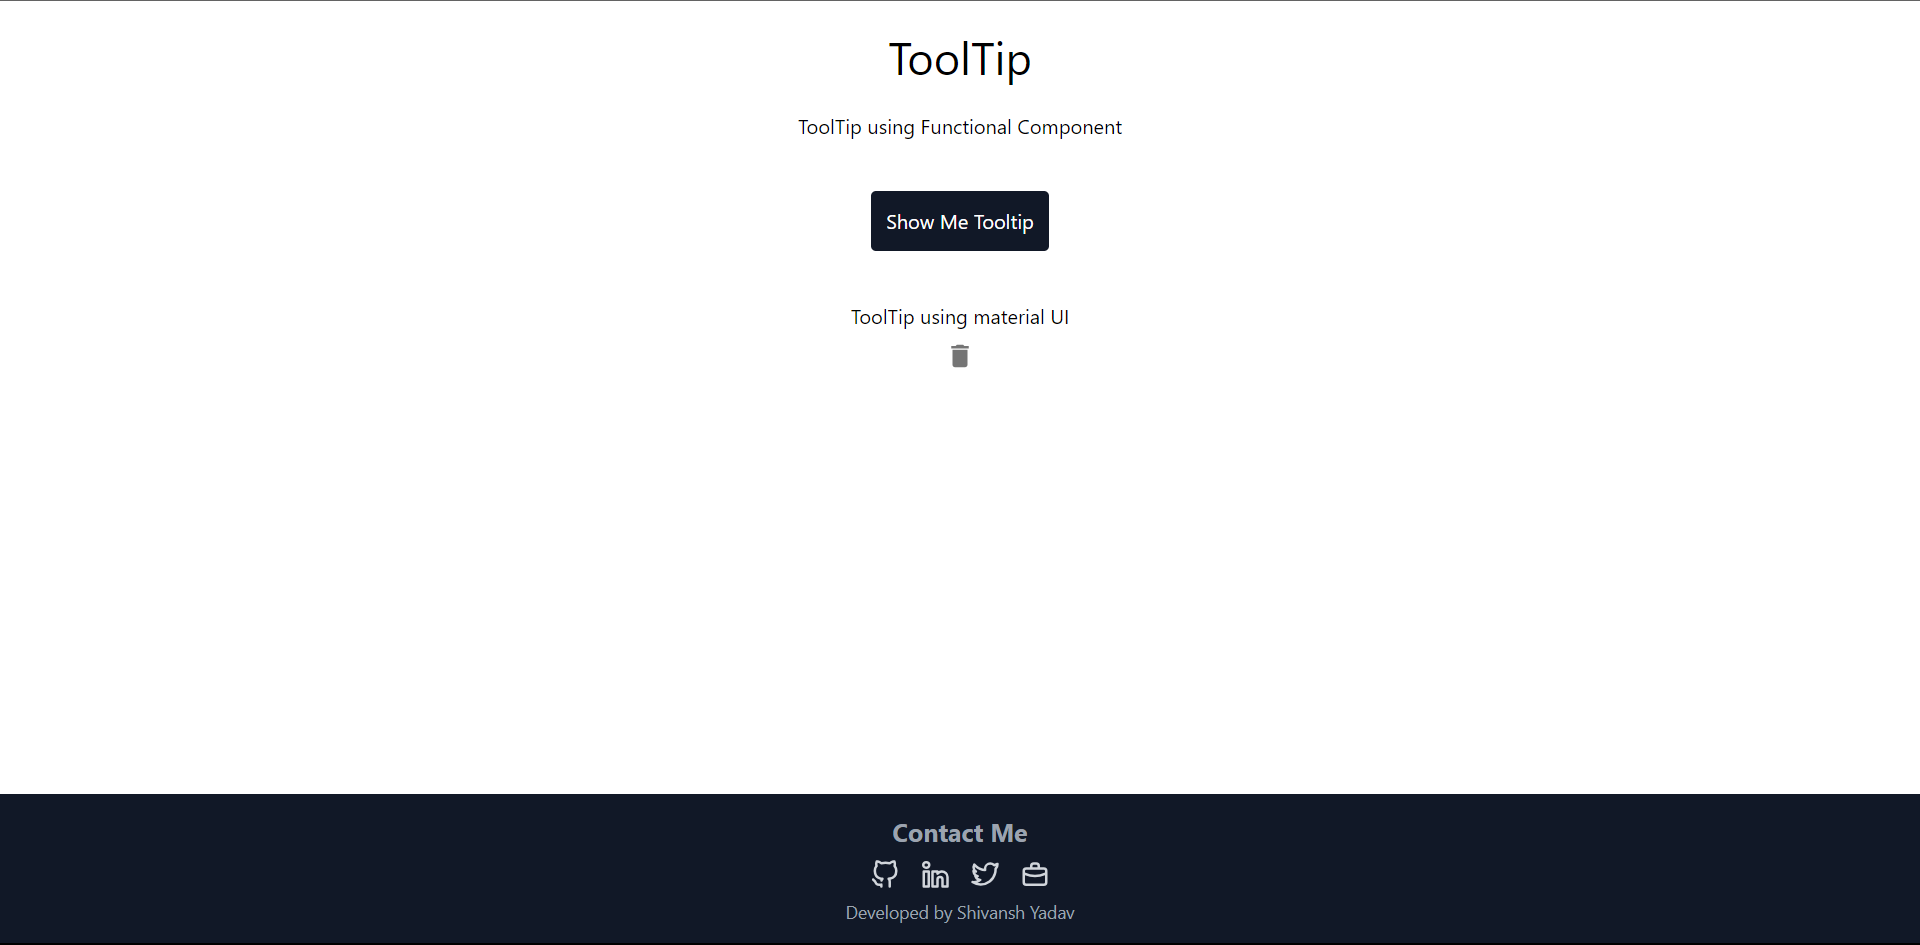 ToolTip
ToolTip using Functional Component
Show Me Tooltip
ToolTip using material UI
Contact Me
Developed by Shivansh Yadav